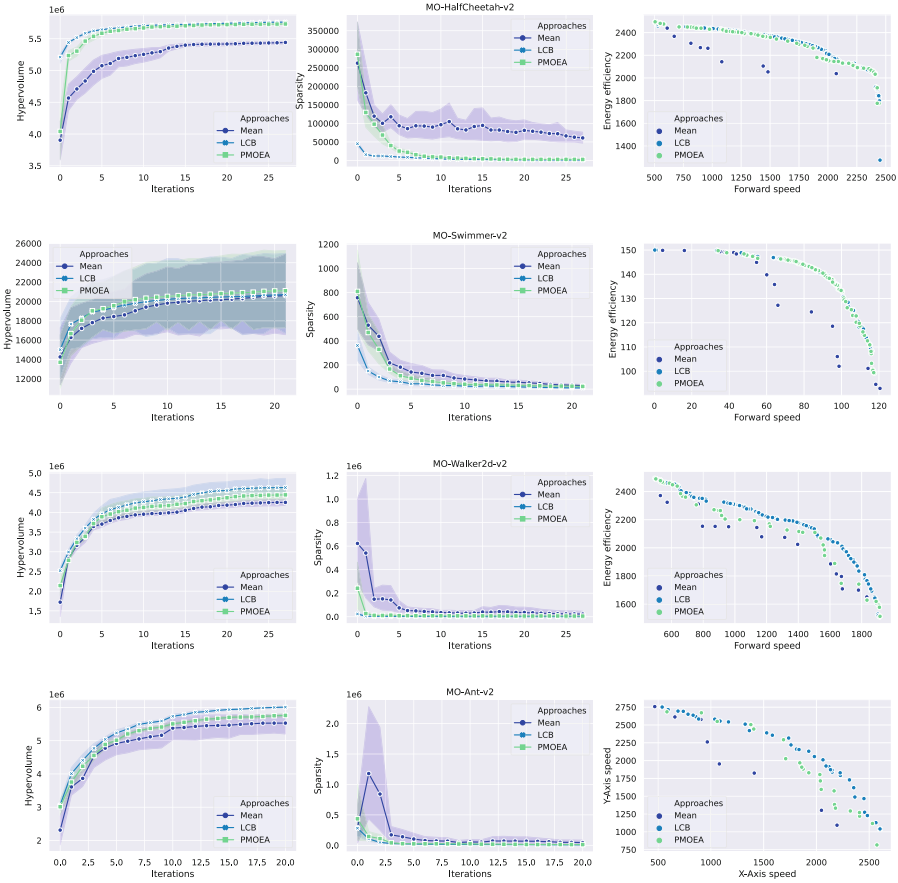 MO-HalfCheetah-v2
1e6
5,5
5,0
4,5
4,0
3,5
Hypervolume
0 5 10 15 20 25
Iterations
Approaches
Mean
LCB
PMOEA
350000
300000
250000
200000
150000
100000
50000
0
Sparsity
0 5 10 15 20 25
Iterations
Approaches
Mean
LCB
PMOEA
2400
2200
2000
1800
1600
1400
Energy efficiency
500 750 1000 1250 1500 1750 2000 2250 2500
Forward speed
Approaches
Mean
LCB
PMOEA
MO-Swimmer-v2
26000
24000
22000
20000
18000
16000
14000
12000
Hypervolume
0 5 10 15 20
Iterations
Approaches
Mean
LCB
PMOEA
1200
1000
800
600
400
200
0
Sparsity
0 5 10 15 20
Iterations
Approaches
Mean
LCB
PMOEA
150
140
130
120
110
100
Energy efficiency
0 20 40 60 80 100 120
Forward speed
Approaches
Mean
LCB
PMOEA
MO-Walker2d-v2
1e6
5,0
4,5
4,0
3,5
3,0
2,5
2,0
1,5
Hypervolume
0 5 10 15 20 25
Iterations
Approaches
Mean
LCB
PMOEA
1e6
1.2
1.0
0.8
0.6
0.4
0.2
0.0
Sparsity
0 5 10 15 20 25
Iterations
Approaches
Mean
LCB
PMOEA
2400
2200
2000
1800
1600
Energy efficiency
600 800 1000 1200 1400 1600 1800
Forward speed
Approaches
Mean
LCB
PMOEA
MO-Ant-v2
1e6
6
5
4
3
2
Hypervolume
0,0 2,5 5,0 7,5 10,0 12,5 15,0 17,5 20,0
Iterations
Approaches
Mean
LCB
PMOEA
1e6
2.0
1.5
1,0
0,5
0,0
Sparsity
0,0 2,5 5,0 7,5 10,0 12,5 15,0 17,5 20,0
Iterations
Approaches
Mean
LCB
PMOEA
2750
2500
2250
2000
1750
1500
1250
1000
750
Y-Axis speed
500 1000 1500 2000 2500
X-Axis speed
Approaches
Mean
LCB
PMOEA